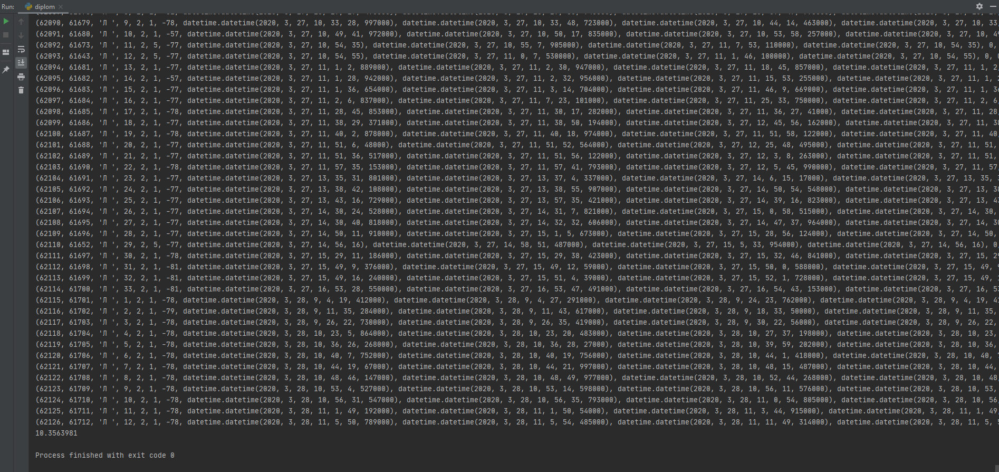 Run: diplom
(62090, 61679, 'Л ', 9, 2, 1, -78, datetime.datetime(2020, 3, 27, 10, 33, 28, 997000), datetime.datetime(2020, 3, 27, 10, 33, 48, 723000), datetime.datetime(2020, 3, 27, 10, 44, 14, 463000), datetime.datetime(2020, 3, 27, 10, 33,
(62091, 61680, 'Л ', 10, 2, 1, -57, datetime.datetime(2020, 3, 27, 10, 49, 41, 972000), datetime.datetime(2020, 3, 27, 10, 50, 17, 835000), datetime.datetime(2020, 3, 27, 10, 53, 58, 257000), datetime.datetime(2020, 3, 27, 10, 49
(62092, 61673, 'Л ', 11, 2, 5, -77, datetime.datetime(2020, 3, 27, 10, 54, 35), datetime.datetime(2020, 3, 27, 10, 55, 7, 905000), datetime.datetime(2020, 3, 27, 11, 7, 53, 110000), datetime.datetime(2020, 3, 27, 10, 54, 35), 0,
(62093, 61643, 'Л ', 12, 2, 5, -77, datetime.datetime(2020, 3, 27, 10, 54, 55), datetime.datetime(2020, 3, 27, 11, 0, 7, 530000), datetime.datetime(2020, 3, 27, 11, 1, 46, 100000), datetime.datetime(2020, 3, 27, 10, 54, 55), 0,
(62094, 61681, 'Л ', 13, 2, 1, -77, datetime.datetime(2020, 3, 27, 11, 1, 2, 889000), datetime.datetime(2020, 3, 27, 11, 2, 30, 947000), datetime.datetime(2020, 3, 27, 11, 18, 45, 857000), datetime.datetime(2020, 3, 27, 11, 1, 2,
(62095, 61682, 'Л ', 14, 2, 1, -57, datetime.datetime(2020, 3, 27, 11, 1, 28, 942000), datetime.datetime(2020, 3, 27, 11, 2, 32, 956000), datetime.datetime(2020, 3, 27, 11, 15, 53, 255000), datetime.datetime(2020, 3, 27, 11, 1, 2
(62096, 61683, 'Л ', 15, 2, 1, -77, datetime.datetime(2020, 3, 27, 11, 1, 36, 654000), datetime.datetime(2020, 3, 27, 11, 3, 14, 704000), datetime.datetime(2020, 3, 27, 11, 46, 9, 669000), datetime.datetime(2020, 3, 27, 11, 1, 36
(62097, 61684, 'Л ', 16, 2, 1, -77, datetime.datetime(2020, 3, 27, 11, 2, 6, 837000), datetime.datetime(2020, 3, 27, 11, 7, 23, 101000), datetime.datetime(2020, 3, 27, 11, 25, 33, 750000), datetime.datetime(2020, 3, 27, 11, 2, 6,
(62098, 61685, 'Л ', 17, 2, 1, -78, datetime.datetime(2020, 3, 27, 11, 28, 45, 853000), datetime.datetime(2020, 3, 27, 11, 30, 17, 282000), datetime.datetime(2020, 3, 27, 11, 36, 27, 41000), datetime.datetime(2020, 3, 27, 11, 28,
(62099, 61686, 'Л ', 18, 2, 1, -77, datetime.datetime(2020, 3, 27, 11, 38, 29, 371000), datetime.datetime(2020, 3, 27, 11, 38, 50, 194000), datetime.datetime(2020, 3, 27, 12, 45, 56, 162000), datetime.datetime(2020, 3, 27, 11, 38
(62100, 61687, 'Л ', 19, 2, 1, -78, datetime.datetime(2020, 3, 27, 11, 40, 2, 878000), datetime.datetime(2020, 3, 27, 11, 40, 18, 974000), datetime.datetime(2020, 3, 27, 11, 51, 58, 122000), datetime.datetime(2020, 3, 27, 11, 40,
(62101, 61688, 'Л ', 20, 2, 1, -77, datetime.datetime(2020, 3, 27, 11, 51, 6, 48000), datetime.datetime(2020, 3, 27, 11, 51, 52, 564000), datetime.datetime(2020, 3, 27, 12, 25, 48, 495000), datetime.datetime(2020, 3, 27, 11, 51,
(62102, 61689, 'Л ', 21, 2, 1, -77, datetime.datetime(2020, 3, 27, 11, 51, 36, 517000), datetime.datetime(2020, 3, 27, 11, 51, 56, 122000), datetime.datetime(2020, 3, 27, 12, 3, 8, 263000), datetime.datetime(2020, 3, 27, 11, 51,
(62103, 61690, 'Л ', 22, 2, 1, -78, datetime.datetime(2020, 3, 27, 11, 57, 35, 153000), datetime.datetime(2020, 3, 27, 11, 57, 41, 793000), datetime.datetime(2020, 3, 27, 12, 5, 45, 990000), datetime.datetime(2020, 3, 27, 11, 57,
(62104, 61691, 'Л ', 23, 2, 1, -77, datetime.datetime(2020, 3, 27, 13, 35, 31, 801000), datetime.datetime(2020, 3, 27, 13, 37, 4, 337000), datetime.datetime(2020, 3, 27, 14, 6, 15, 17000), datetime.datetime(2020, 3, 27, 13, 35, 3
(62105, 61692, 'Л ', 24, 2, 1, -77, datetime.datetime(2020, 3, 27, 13, 38, 42, 108000), datetime.datetime(2020, 3, 27, 13, 38, 55, 907000), datetime.datetime(2020, 3, 27, 14, 50, 54, 548000), datetime.datetime(2020, 3, 27, 13, 38
(62106, 61693, 'Л ', 25, 2, 1, -77, datetime.datetime(2020, 3, 27, 13, 43, 16, 729000), datetime.datetime(2020, 3, 27, 13, 57, 35, 421000), datetime.datetime(2020, 3, 27, 14, 39, 16, 823000), datetime.datetime(2020, 3, 27, 13, 43
(62107, 61694, 'Л ', 26, 2, 1, -77, datetime.datetime(2020, 3, 27, 14, 30, 24, 528000), datetime.datetime(2020, 3, 27, 14, 31, 7, 821000), datetime.datetime(2020, 3, 27, 15, 0, 58, 515000), datetime.datetime(2020, 3, 27, 14, 30,
(62108, 61695, 'Л ', 27, 2, 1, -77, datetime.datetime(2020, 3, 27, 14, 30, 40, 818000), datetime.datetime(2020, 3, 27, 14, 32, 32, 606000), datetime.datetime(2020, 3, 27, 14, 47, 37, 964000), datetime.datetime(2020, 3, 27, 14, 30
(62109, 61696, 'Л ', 28, 2, 1, -77, datetime.datetime(2020, 3, 27, 14, 50, 11, 910000), datetime.datetime(2020, 3, 27, 15, 1, 5, 673000), datetime.datetime(2020, 3, 27, 15, 28, 56, 124000), datetime.datetime(2020, 3, 27, 14, 50,
(62110, 61652, 'Л ', 29, 2, 5, -77, datetime.datetime(2020, 3, 27, 14, 56, 16), datetime.datetime(2020, 3, 27, 14, 58, 51, 487000), datetime.datetime(2020, 3, 27, 15, 5, 33, 954000), datetime.datetime(2020, 3, 27, 14, 56, 16), 0
(62111, 61697, 'Л ', 30, 2, 1, -78, datetime.datetime(2020, 3, 27, 15, 29, 11, 186000), datetime.datetime(2020, 3, 27, 15, 29, 38, 423000), datetime.datetime(2020, 3, 27, 15, 32, 46, 841000), datetime.datetime(2020, 3, 27, 15, 29
(62112, 61698, 'Л ', 31, 2, 1, -81, datetime.datetime(2020, 3, 27, 15, 49, 9, 376000), datetime.datetime(2020, 3, 27, 15, 49, 12, 59000), datetime.datetime(2020, 3, 27, 15, 50, 0, 588000), datetime.datetime(2020, 3, 27, 15, 49, 9
(62113, 61699, 'Л ', 32, 2, 1, -81, datetime.datetime(2020, 3, 27, 15, 49, 16, 240000), datetime.datetime(2020, 3, 27, 15, 51, 4, 39000), datetime.datetime(2020, 3, 27, 15, 52, 1, 728000), datetime.datetime(2020, 3, 27, 15, 49, 1
(62114, 61700, 'Л ', 33, 2, 1, -81, datetime.datetime(2020, 3, 27, 16, 53, 28, 550000), datetime.datetime(2020, 3, 27, 16, 53, 47, 491000), datetime.datetime(2020, 3, 27, 16, 54, 43, 153000), datetime.datetime(2020, 3, 27, 16, 53
(62115, 61701, 'Л ', 1, 2, 1, -78, datetime.datetime(2020, 3, 28, 9, 4, 19, 412000), datetime.datetime(2020, 3, 28, 9, 4, 27, 291000), datetime.datetime(2020, 3, 28, 9, 24, 23, 762000), datetime.datetime(2020, 3, 28, 9, 4, 19, 41
(62116, 61702, 'Л ', 2, 2, 1, -79, datetime.datetime(2020, 3, 28, 9, 11, 35, 284000), datetime.datetime(2020, 3, 28, 9, 11, 43, 617000), datetime.datetime(2020, 3, 28, 9, 18, 33, 50000), datetime.datetime(2020, 3, 28, 9, 11, 35,
(62117, 61703, 'Л ', 3, 2, 1, -78, datetime.datetime(2020, 3, 28, 9, 26, 22, 730000), datetime.datetime(2020, 3, 28, 9, 26, 35, 419000), datetime.datetime(2020, 3, 28, 9, 30, 22, 56000), datetime.datetime(2020, 3, 28, 9, 26, 22,
(62118, 61704, 'Л ', 4, 2, 1, -78, datetime.datetime(2020, 3, 28, 10, 23, 5, 864000), datetime.datetime(2020, 3, 28, 10, 23, 20, 483000), datetime.datetime(2020, 3, 28, 10, 27, 37, 198000), datetime.datetime(2020, 3, 28, 10, 23,
(62119, 61705, 'Л ', 5, 2, 1, -78, datetime.datetime(2020, 3, 28, 10, 36, 26, 268000), datetime.datetime(2020, 3, 28, 10, 36, 28, 27000), datetime.datetime(2020, 3, 28, 10, 39, 59, 202000), datetime.datetime(2020, 3, 28, 10, 36,
(62120, 61706, 'Л ', 6, 2, 1, -78, datetime.datetime(2020, 3, 28, 10, 40, 7, 752000), datetime.datetime(2020, 3, 28, 10, 40, 19, 756000), datetime.datetime(2020, 3, 28, 10, 44, 1, 418000), datetime.datetime(2020, 3, 28, 10, 40, 7
(62121, 61707, 'Л ', 7, 2, 1, -78, datetime.datetime(2020, 3, 28, 10, 44, 19, 67000), datetime.datetime(2020, 3, 28, 10, 44, 21, 997000), datetime.datetime(2020, 3, 28, 10, 48, 15, 487000), datetime.datetime(2020, 3, 28, 10, 44,
(62122, 61708, 'Л ', 8, 2, 1, -78, datetime.datetime(2020, 3, 28, 10, 48, 46, 147000), datetime.datetime(2020, 3, 28, 10, 48, 49, 977000), datetime.datetime(2020, 3, 28, 10, 52, 44, 268000), datetime.datetime(2020, 3, 28, 10, 48,
(62123, 61709, 'Л ', 9, 2, 1, -78, datetime.datetime(2020, 3, 28, 10, 53, 4, 527000), datetime.datetime(2020, 3, 28, 10, 53, 14, 598000), datetime.datetime(2020, 3, 28, 10, 56, 11, 576000), datetime.datetime(2020, 3, 28, 10, 53,
(62124, 61710, 'Л ', 10, 2, 1, -78, datetime.datetime(2020, 3, 28, 10, 56, 31, 547000), datetime.datetime(2020, 3, 28, 10, 56, 35, 793000), datetime.datetime(2020, 3, 28, 11, 0, 54, 805000), datetime.datetime(2020, 3, 28, 10, 56,
(62125, 61711, 'Л ', 11, 2, 1, -78, datetime.datetime(2020, 3, 28, 11, 1, 49, 192000), datetime.datetime(2020, 3, 28, 11, 1, 50, 54000), datetime.datetime(2020, 3, 28, 11, 3, 44, 915000), datetime.datetime(2020, 3, 28, 11, 1, 49,
(62126, 61712, 'Л ', 12, 2, 1, -78, datetime.datetime(2020, 3, 28, 11, 5, 50, 789000), datetime.datetime(2020, 3, 28, 11, 5, 54, 485000), datetime.datetime(2020, 3, 28, 11, 11, 49, 314000), datetime.datetime(2020, 3, 28, 11, 5, 5
10.3563981
Process finished with exit code 0